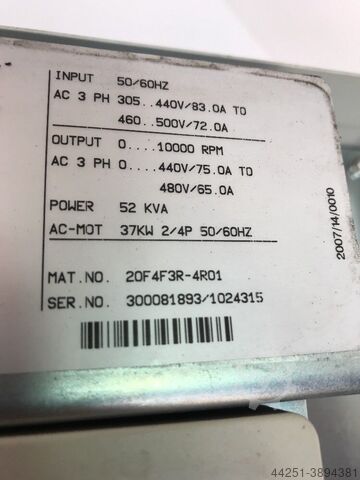 INPUT 50/60HZ
AC 3 PH 305..440V/83.0A TO
460..500V/72.0A
OUTPUT 0....10000 RPM
AC 3 PH 0....440V/75.0A TO
480V/65.0A
POWER 52 KVA
AC-MOT 37KW 2/4P 50/60HZ
MAT.NO. 20F4F3R-4R01
SER.NO. 300081893/1024315
2007/14/0010
44251-3894381